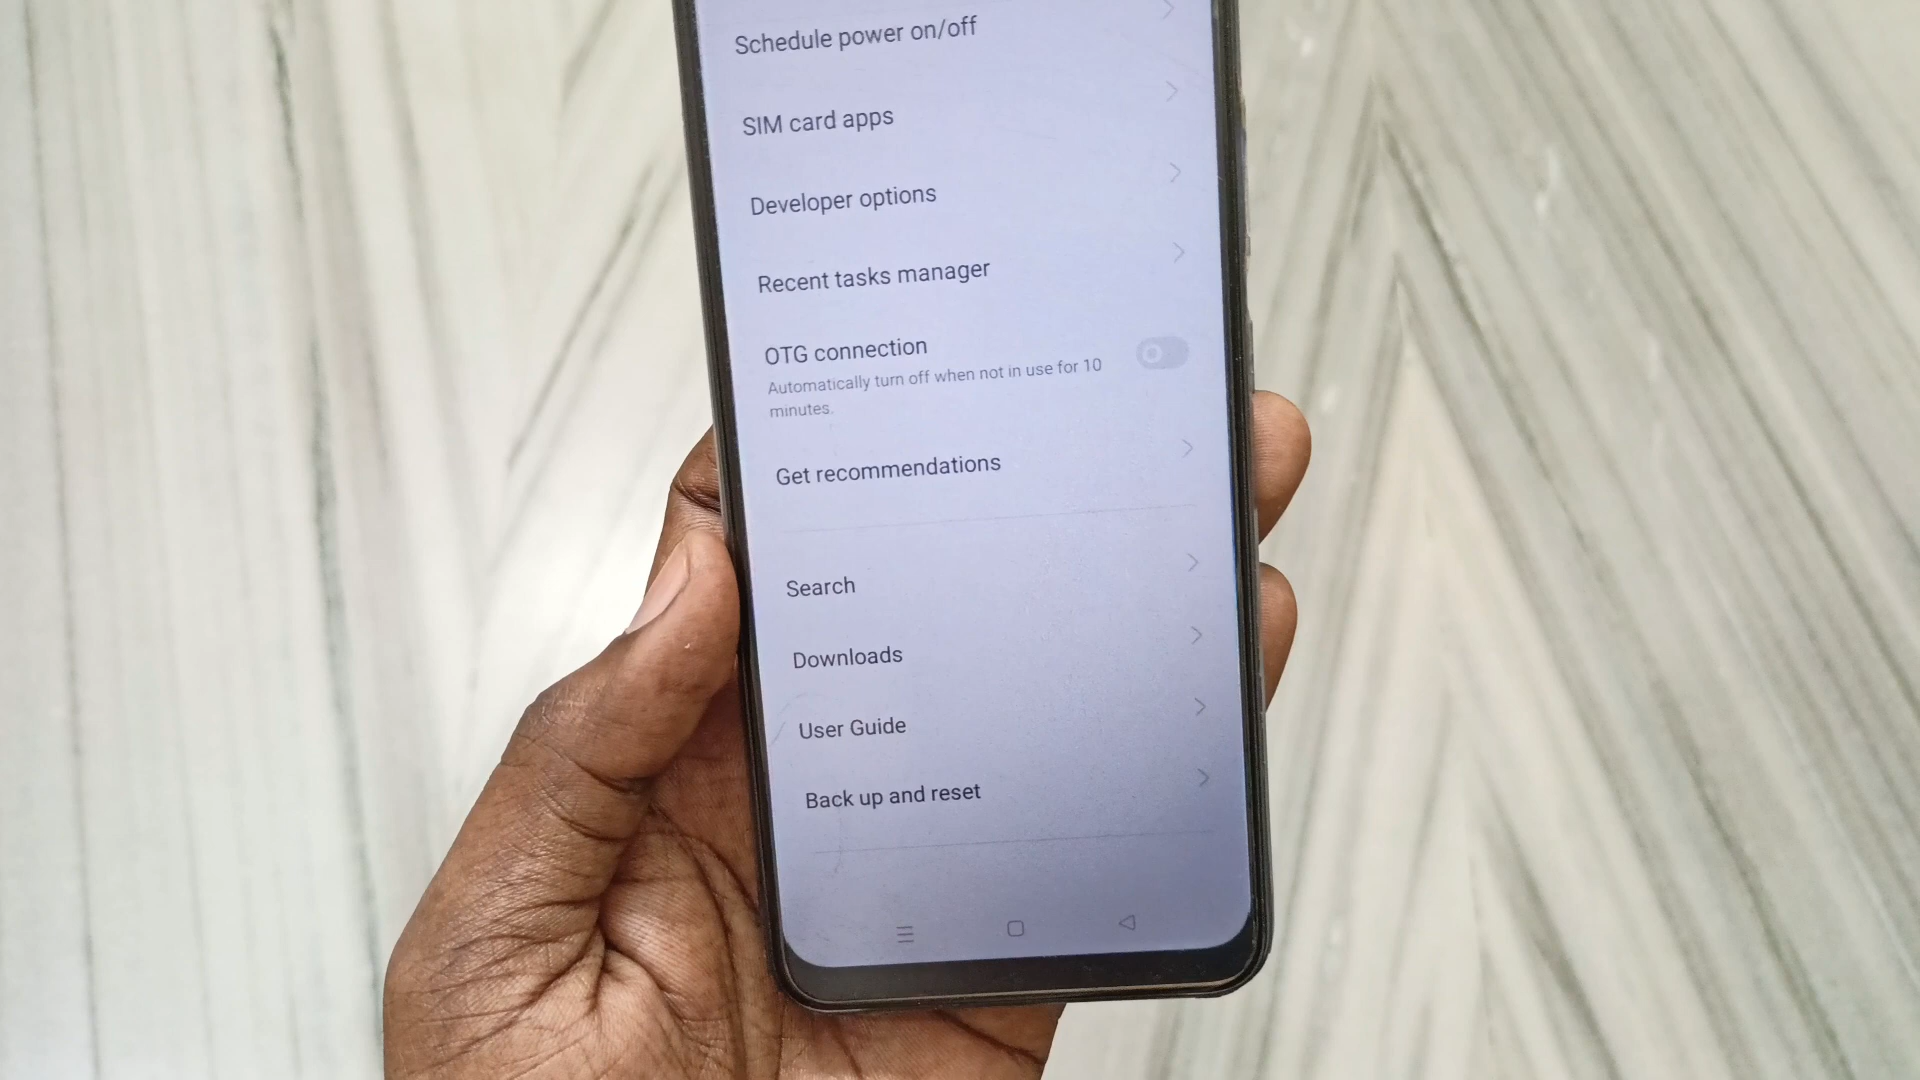 Schedule power on/off
SIM card apps
Developer options
Recent tasks manager
OTG connection
Automatically turn off when not in use for 10
minutes.
Get recommendations
Search
Downloads
User Guide
Back up and reset